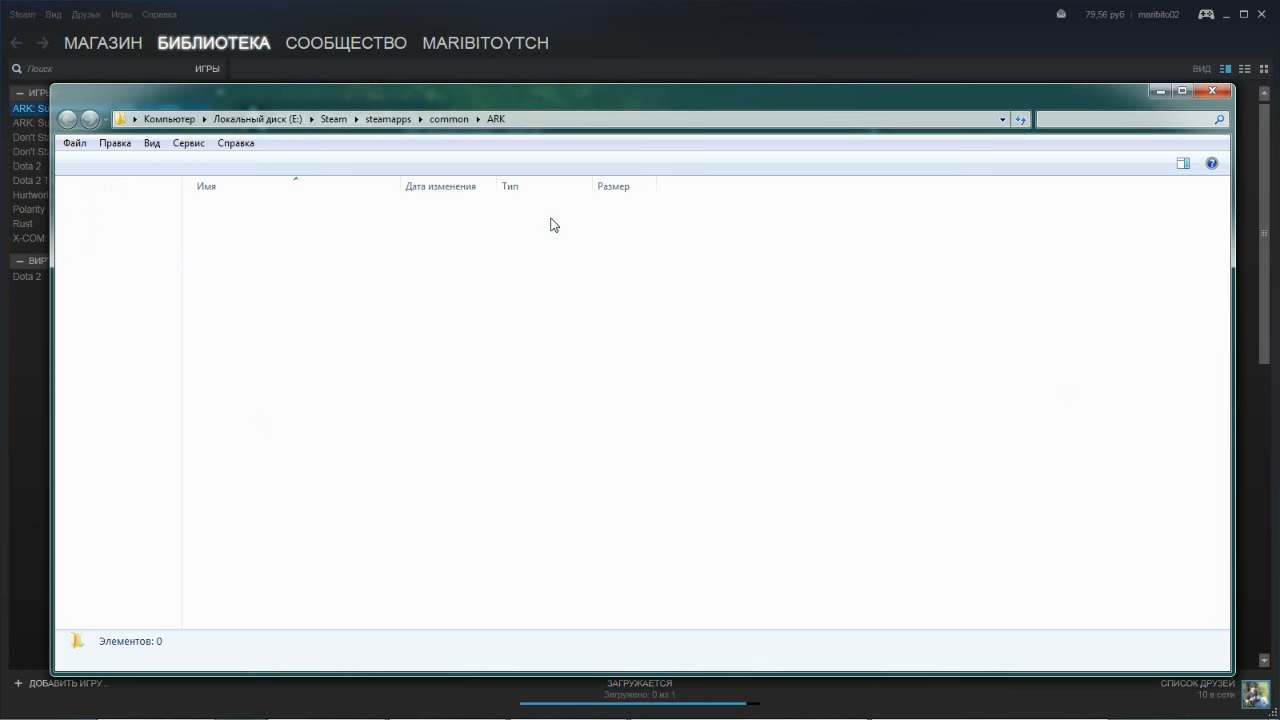 Steam Вид Друзья Игры Справка
79,56 руб maribito02
МАГАЗИН БИБЛИОТЕКА СООБЩЕСТВО MARIBITOYTCH
Поиск ИГРЫ ВИД
ARK: Su
ARK: Su
Don't St
Don't St
Dota 2
Dota 2 T
Hurtworl
Polarity
Rust
X-COM:
Dota 2
Компьютер Локальный диск (E:) Steam steamapps common ARK
Файл Правка Вид Сервис Справка
Имя Дата изменения Тип Размер
Элементов: 0
ДОБАВИТЬ ИГРУ...
ЗАГРУЖАЕТСЯ
Загружено: 0 из 1
СПИСОК ДРУЗЕЙ
10 в сети